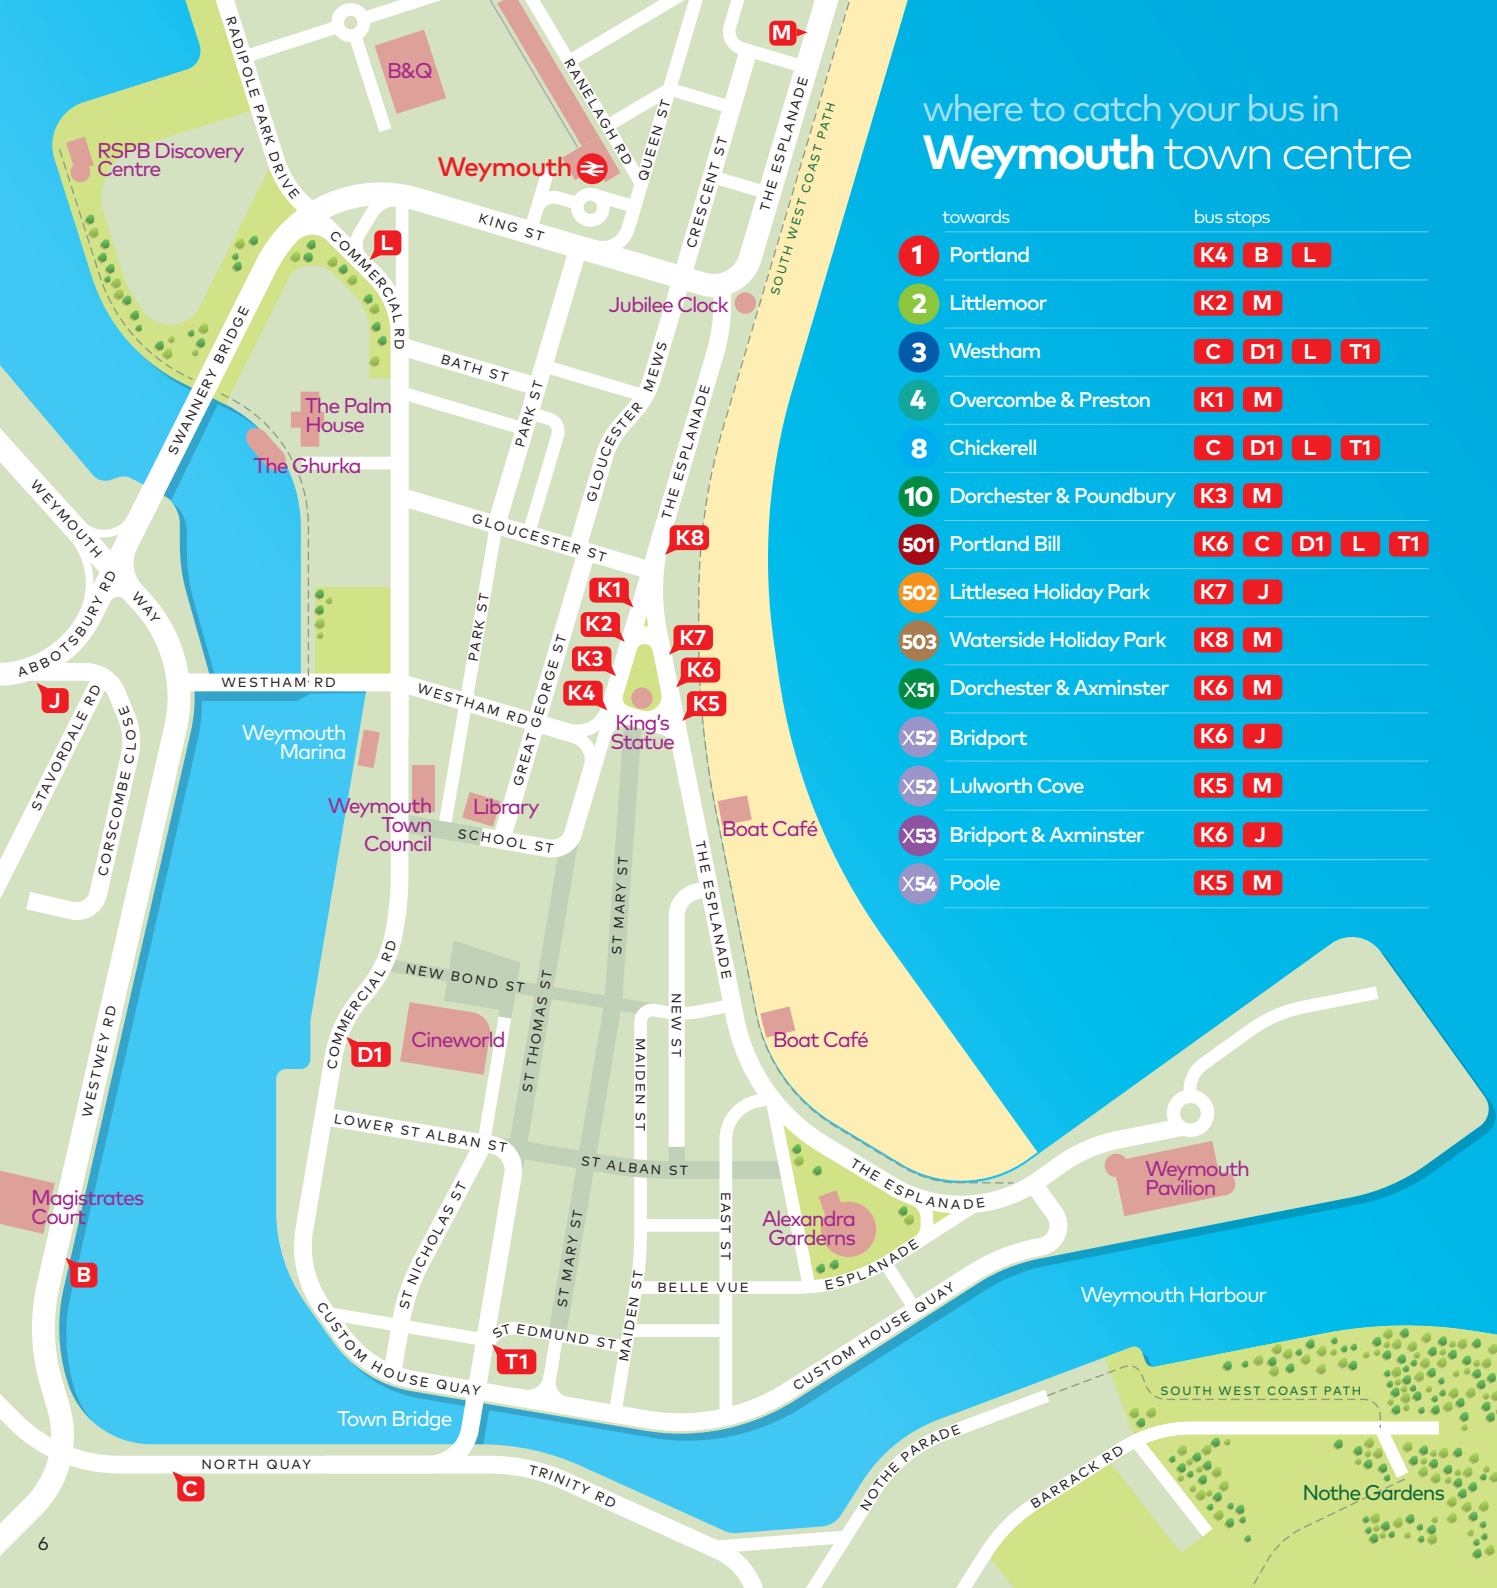 where to catch your bus in
Weymouth town centre
towards bus stops
1 Portland K4 B L
2 Littlemoor K2 M
3 Westham C D1 L T1
4 Overcombe & Preston K1 M
8 Chickerell C D1 L T1
10 Dorchester & Poundbury K3 M
501 Portland Bill K6 C D1 L T1
502 Littlesea Holiday Park K7 J
503 Waterside Holiday Park K8 M
X51 Dorchester & Axminster K6 M
X52 Bridport K6 J
X52 Lulworth Cove K5 M
X53 Bridport & Axminster K6 J
X54 Poole K5 M
M
RADIPOLE PARK DRIVE
B&Q
RANELAGH RD
QUEEN ST
CRESCENT ST
THE ESPLANADE
SOUTH WEST COAST PATH
RSPB Discovery
Centre
Weymouth
KING ST
COMMERCIAL RD
L
Jubilee Clock
SWANNERY BRIDGE
BATH ST
PARK ST
GLOUCESTER MEWS
THE ESPLANADE
The Palm
House
The Ghurka
WEYMOUTH WAY
GLOUCESTER ST
K8
K1
K2
K3
K4
K7
K6
K5
ABBOTSBURY RD
PARK ST
GREAT GEORGE ST
J
WESTHAM RD
WESTHAM RD
King's
Statue
STAVORDALE RD
CORSCOMBE CLOSE
Weymouth
Marina
Weymouth
Town
Council
Library
SCHOOL ST
Boat Café
THE ESPLANADE
ST MARY ST
COMMERCIAL RD
NEW BOND ST
ST THOMAS ST
NEW ST
MAIDEN ST
Cineworld
Boat Café
D1
WESTWEY RD
LOWER ST ALBAN ST
ST ALBAN ST
THE ESPLANADE
Weymouth
Pavilion
Magistrates
Court
ST NICHOLAS ST
ST MARY ST
EAST ST
Alexandra
Garderns
ESPLANADE
B
BELLE VUE
MAIDEN ST
CUSTOM HOUSE QUAY
Weymouth Harbour
CUSTOM HOUSE QUAY
ST EDMUND ST
T1
Town Bridge
SOUTH WEST COAST PATH
NORTH QUAY
C
TRINITY RD
NOTHE PARADE
BARRACK RD
Nothe Gardens
6